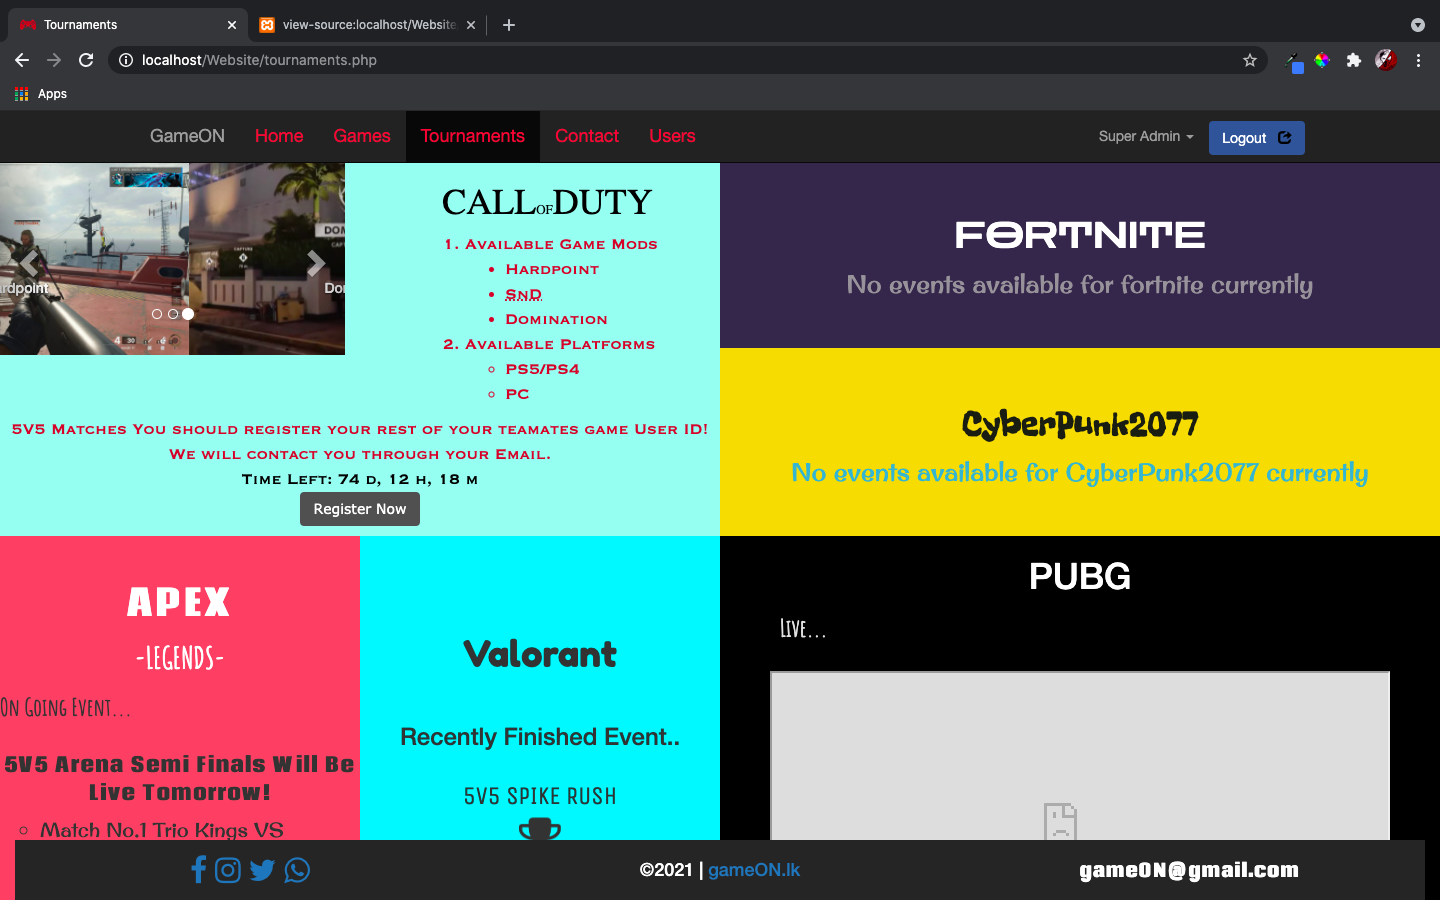 Tournaments
view-source:localhost/Website
localhost/Website/tournaments.php
Apps
GameON Home Games Tournaments Contact Users Super Admin Logout
CALLOFDUTY
1. Available Game Mods
Hardpoint
SnD
Domination
2. Available Platforms
PS5/PS4
PC
rdpoint
Do
5V5 Matches You should register your rest of your teamates game User ID!
We will contact you through your Email.
Time Left: 74 d, 12 h, 18 m
Register Now
FORTNITE
No events available for fortnite currently
CyberPunk2077
No events available for CyberPunk2077 currently
APEX
-LEGENDS-
On Going Event...
5V5 Arena Semi Finals Will Be
Live Tomorrow!
Match No.1 Trio Kings VS
Valorant
Recently Finished Event..
5V5 SPIKE RUSH
PUBG
Live...
©2021 | gameON.lk
gameON@gmail.com